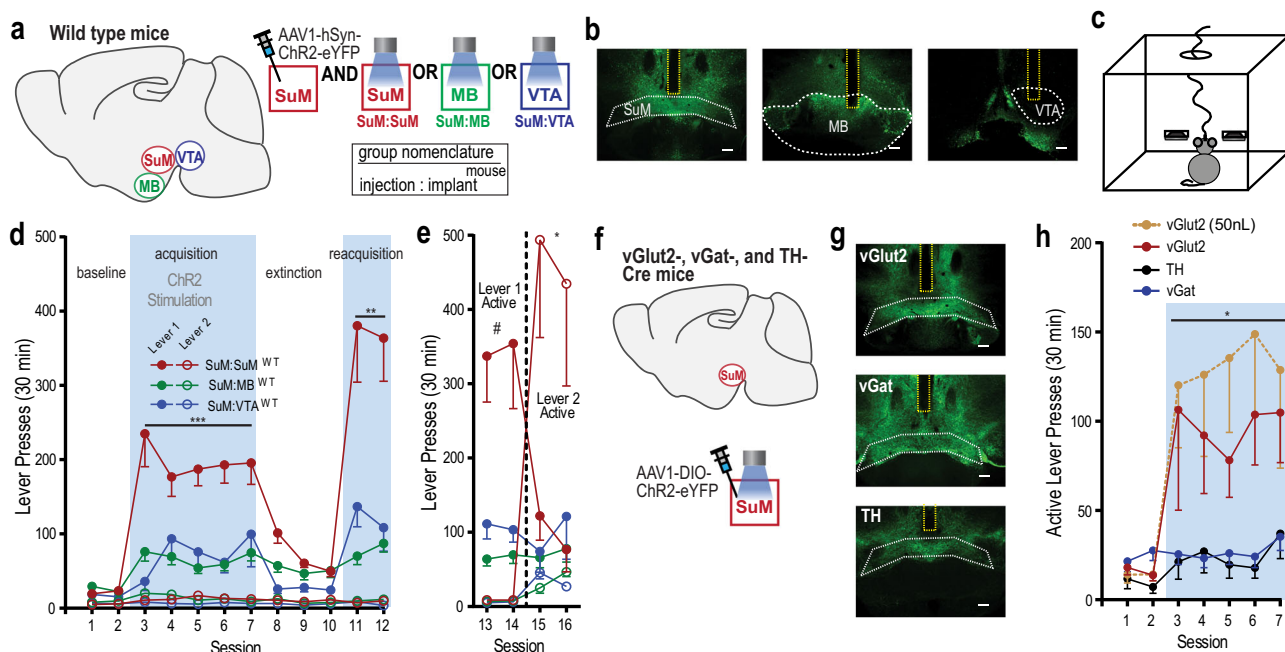 a
Wild type mice
SuM
VTA
MB
AAV1-hSyn-
ChR2-eYFP
SuM AND SuM OR MB OR VTA
SuM:SuM SuM:MB SuM:VTA
group nomenclature
mouse
injection : implant
b
SuM
MB
VTA
c
d
Lever Presses (30 min)
500
400
300
200
100
0
baseline
acquisition
ChR2
Stimulation
extinction
reacquisition
Lever 1
Lever 2
SuM:SuM WT
SuM:MB WT
SuM:VTA WT
***
**
1 2 3 4 5 6 7 8 9 10 11 12
Session
e
Lever Presses (30 min)
500
400
300
200
100
0
Lever 1
Active
#
*
Lever 2
Active
13 14 15 16
Session
f
vGlut2-, vGat-, and TH-
Cre mice
SuM
AAV1-DIO-
ChR2-eYFP
SuM
g
vGlut2
vGat
TH
h
vGlut2 (50nL)
vGlut2
TH
vGat
Active Lever Presses (30 min)
200
150
100
50
0
*
1 2 3 4 5 6 7
Session